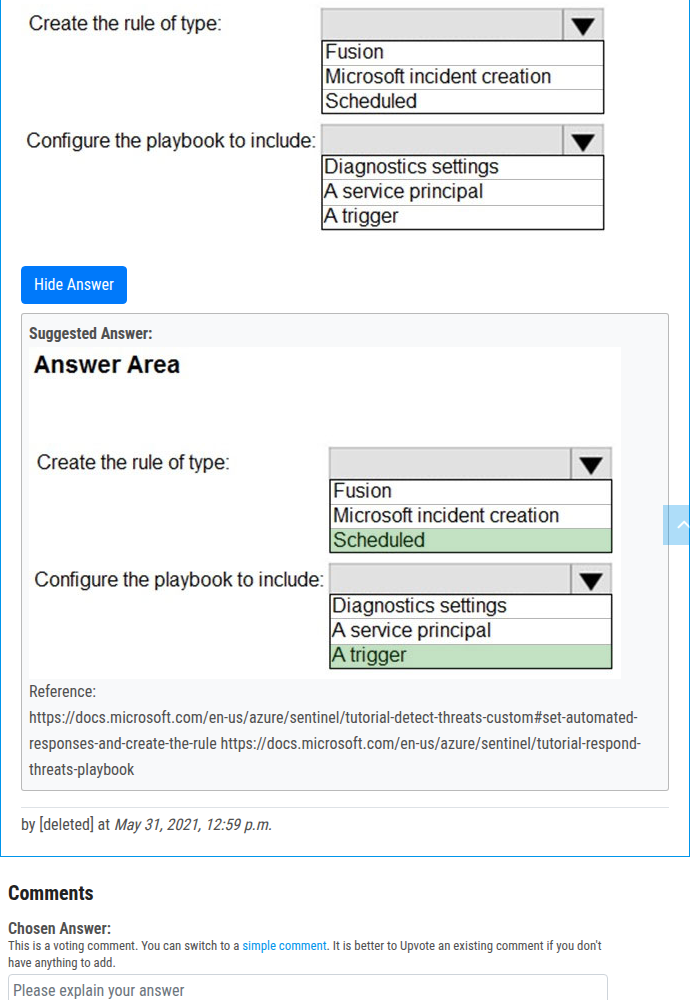 Create the rule of type:
Fusion
Microsoft incident creation
Scheduled
Configure the playbook to include:
Diagnostics settings
A service principal
A trigger
Hide Answer
Suggested Answer:
Answer Area
Create the rule of type:
Fusion
Microsoft incident creation
Scheduled
Configure the playbook to include:
Diagnostics settings
A service principal
A trigger
Reference:
https://docs.microsoft.com/en-us/azure/sentinel/tutorial-detect-threats-custom#set-automated-
responses-and-create-the-rule https://docs.microsoft.com/en-us/azure/sentinel/tutorial-respond-
threats-playbook
by [deleted] at May 31, 2021, 12:59 p.m.
Comments
Chosen Answer:
This is a voting comment. You can switch to a simple comment. It is better to Upvote an existing comment if you don't
have anything to add.
Please explain your answer